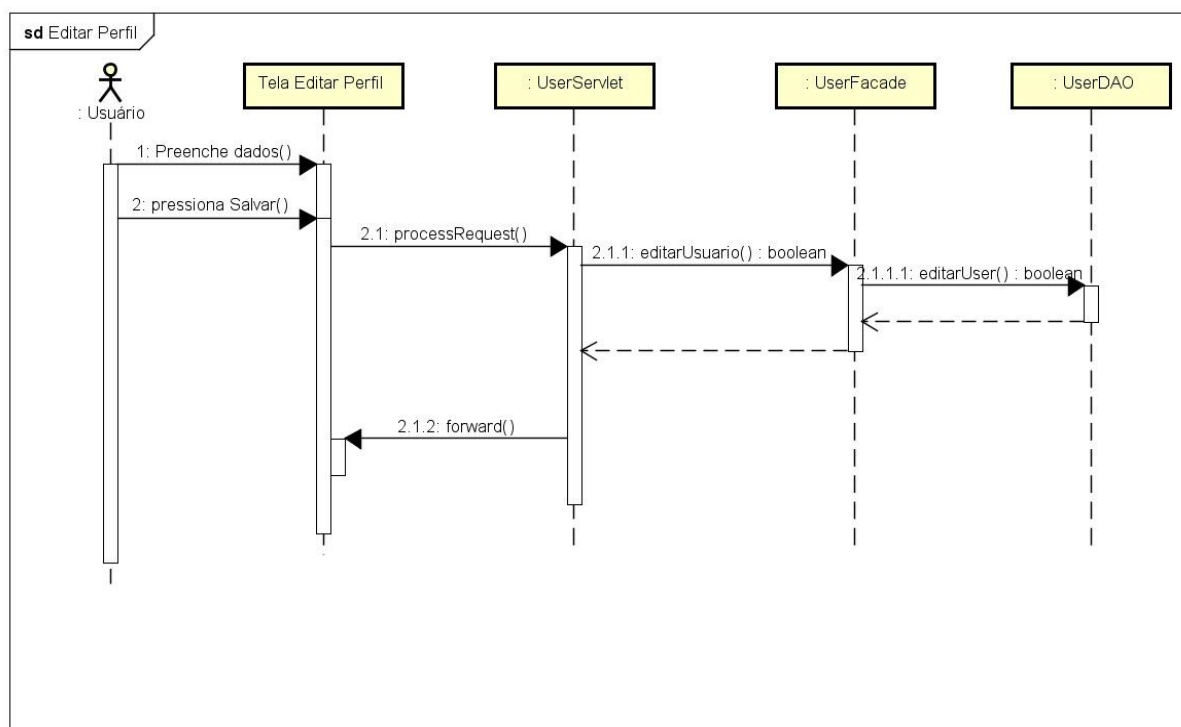 sd Editar Perfil
: Usuário
Tela Editar Perfil
: UserServlet
: UserFacade
: UserDAO
1: Preenche dados()
2: pressiona Salvar()
2.1: processRequest()
2.1.1: editarUsuario() : boolean
2.1.1.1: editarUser() : boolean
2.1.2: forward()